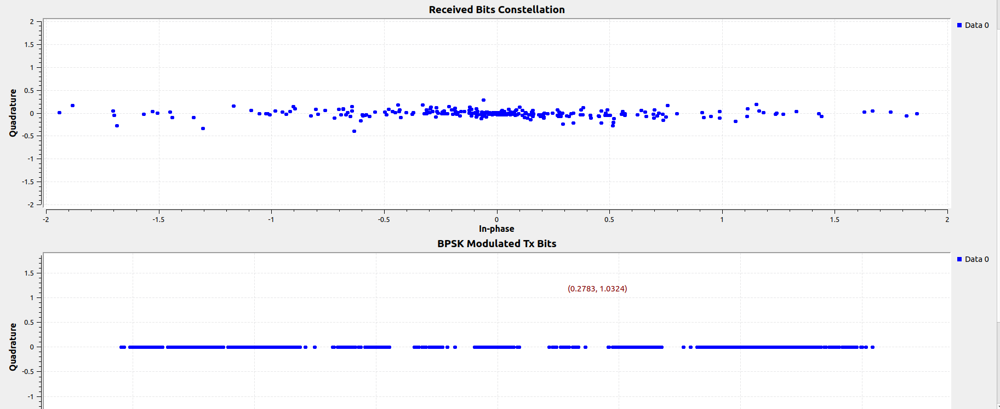 Received Bits Constellation
2
1.5
1
0.5
0
-0.5
-1
-1.5
-2
Quadrature
Data 0
-2 -1.5 -1 -0.5 0 0.5 1 1.5 2
In-phase
BPSK Modulated Tx Bits
1.5
1
0.5
0
-0.5
-1
Quadrature
Data 0
(0.2783, 1.0324)